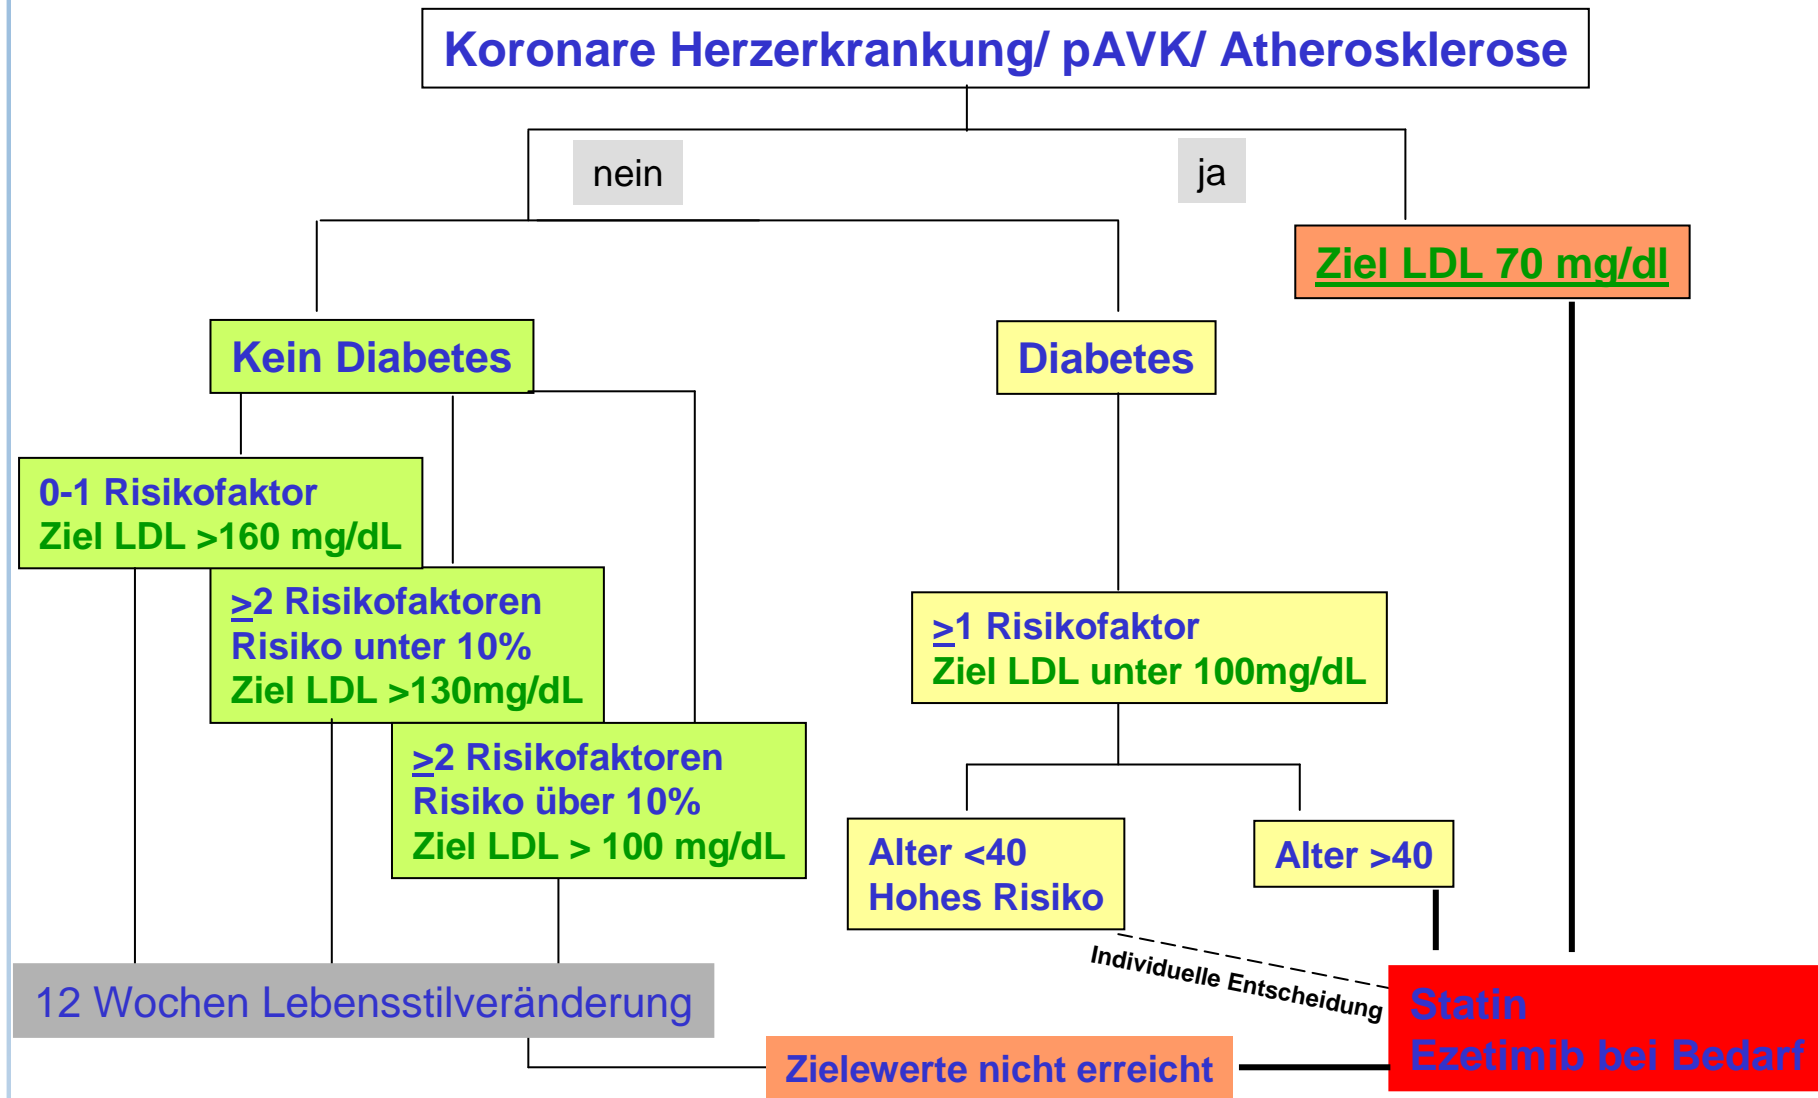 Koronare Herzerkrankung/ pAVK/ Atherosklerose
nein
ja
Ziel LDL 70 mg/dl
Kein Diabetes
Diabetes
0-1 Risikofaktor
Ziel LDL >160 mg/dL
≥2 Risikofaktoren
Risiko unter 10%
Ziel LDL >130mg/dL
≥2 Risikofaktoren
Risiko über 10%
Ziel LDL > 100 mg/dL
≥1 Risikofaktor
Ziel LDL unter 100mg/dL
Alter <40
Hohes Risiko
Alter >40
Individuelle Entscheidung
12 Wochen Lebensstilveränderung
Zielewerte nicht erreicht
Statin
Ezetimib bei Bedarf